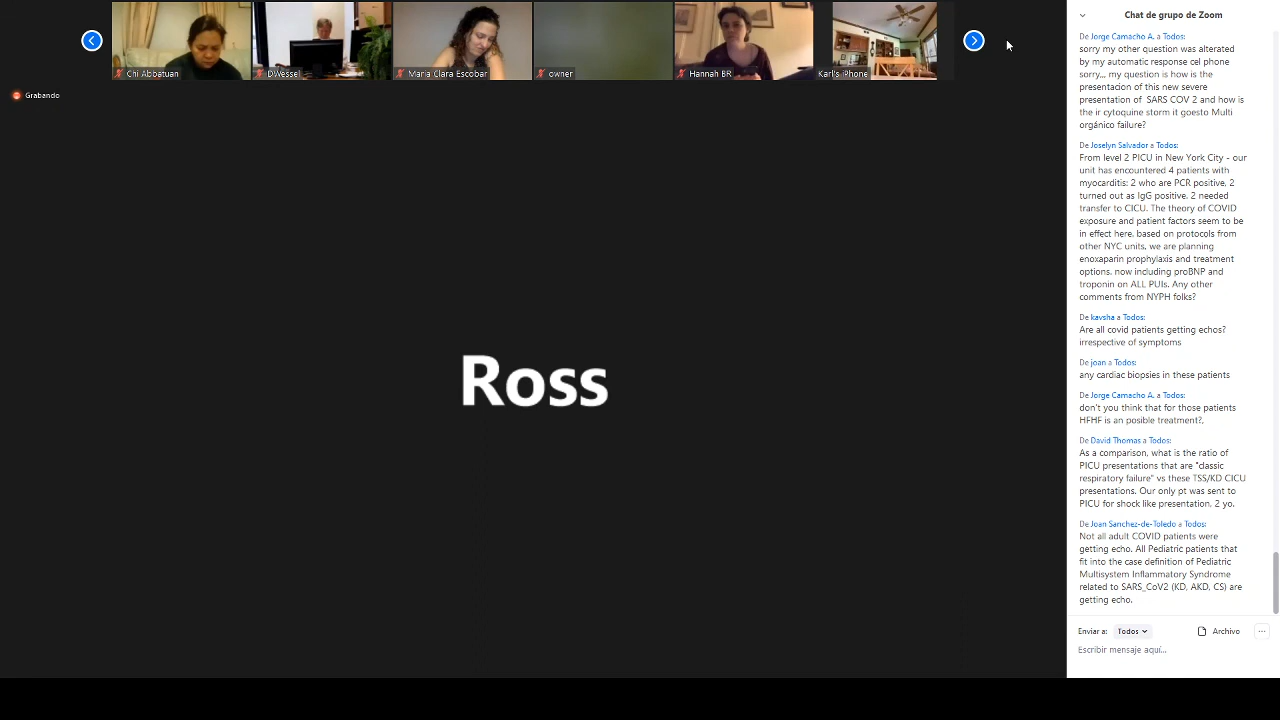 Chi Abbatuan
DWessel
Maria Clara Escobar
owner
Hannah BR
Karl's iPhone
Grabando
Ross
Chat de grupo de Zoom
De Jorge Camacho A. a Todos:
sorry my other question was alterated
by my automatic response cel phone
sorry,.. my question is how is the
presentacion of this new severe
presentation of SARS COV 2 and how is
the ir cytoquine storm it goesto Multi
orgánico failure?
De Joselyn Salvador a Todos:
From level 2 PICU in New York City - our
unit has encountered 4 patients with
myocarditis: 2 who are PCR positive, 2
turned out as IgG positive. 2 needed
transfer to CICU. The theory of COVID
exposure and patient factors seem to be
in effect here. based on protocols from
other NYC units, we are planning
enoxaparin prophylaxis and treatment
options. now including proBNP and
troponin on ALL PUIs. Any other
comments from NYPH folks?
De kavsha a Todos:
Are all covid patients getting echos?
irrespective of symptoms
De joan a Todos:
any cardiac biopsies in these patients
De Jorge Camacho A. a Todos:
don't you think that for those patients
HFHF is an posible treatment?,
De David Thomas a Todos:
As a comparison, what is the ratio of
PICU presentations that are "classic
respiratory failure" vs these TSS/KD CICU
presentations. Our only pt was sent to
PICU for shock like presentation, 2 yo.
De Joan Sanchez-de-Toledo a Todos:
Not all adult COVID patients were
getting echo. All Pediatric patients that
fit into the case definition of Pediatric
Multisystem Inflammatory Syndrome
related to SARS_CoV2 (KD, AKD, CS) are
getting echo.
Enviar a: Todos Archivo ...
Escribir mensaje aquí...